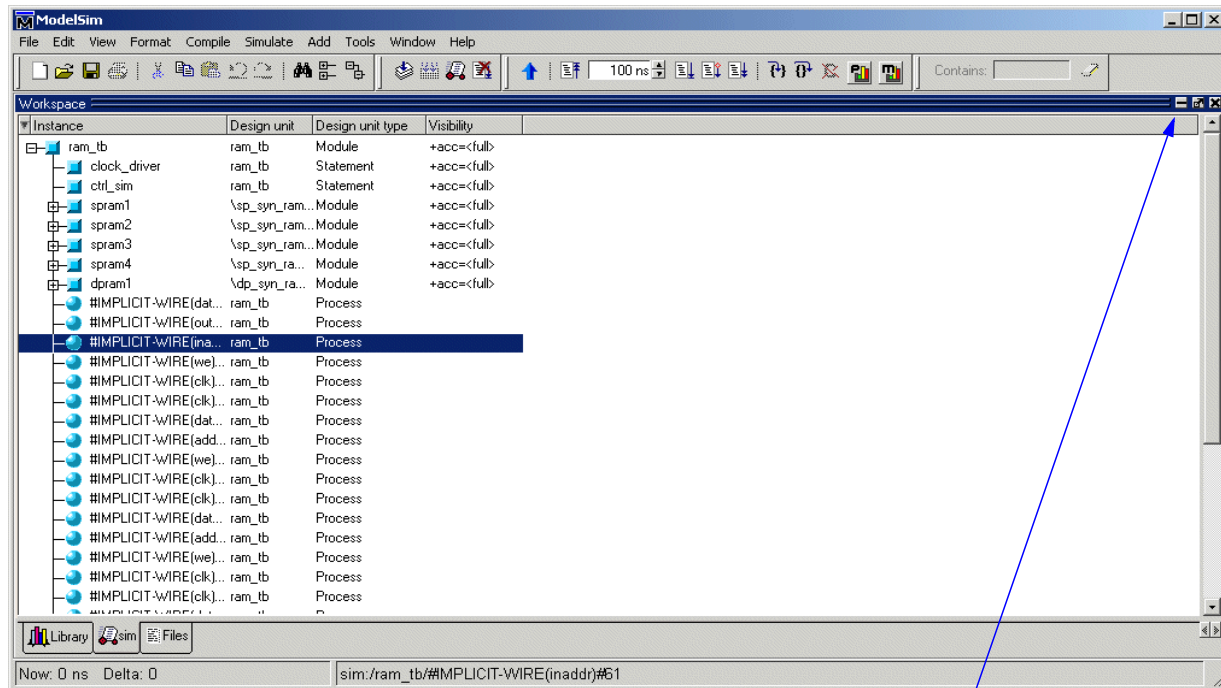 ModelSim
File Edit View Format Compile Simulate Add Tools Window Help
100 ns Contains:
Workspace
Instance Design unit Design unit type Visibility
ram_tb ram_tb Module +acc=<full>
clock_driver ram_tb Statement +acc=<full>
ctrl_sim ram_tb Statement +acc=<full>
spram1 \sp_syn_ram... Module +acc=<full>
spram2 \sp_syn_ram... Module +acc=<full>
spram3 \sp_syn_ram... Module +acc=<full>
spram4 \sp_syn_ra... Module +acc=<full>
dpram1 \dp_syn_ra... Module +acc=<full>
#IMPLICIT-WIRE(dat... ram_tb Process
#IMPLICIT-WIRE(out... ram_tb Process
#IMPLICIT-WIRE(ina... ram_tb Process
#IMPLICIT-WIRE(we)... ram_tb Process
#IMPLICIT-WIRE(clk)... ram_tb Process
#IMPLICIT-WIRE(clk)... ram_tb Process
#IMPLICIT-WIRE(dat... ram_tb Process
#IMPLICIT-WIRE(add... ram_tb Process
#IMPLICIT-WIRE(we)... ram_tb Process
#IMPLICIT-WIRE(clk)... ram_tb Process
#IMPLICIT-WIRE(clk)... ram_tb Process
#IMPLICIT-WIRE(dat... ram_tb Process
#IMPLICIT-WIRE(add... ram_tb Process
#IMPLICIT-WIRE(we)... ram_tb Process
#IMPLICIT-WIRE(clk)... ram_tb Process
#IMPLICIT-WIRE(clk)... ram_tb Process
Library sim Files
Now: 0 ns Delta: 0 sim:/ram_tb/#IMPLICIT-WIRE(inaddr)#61